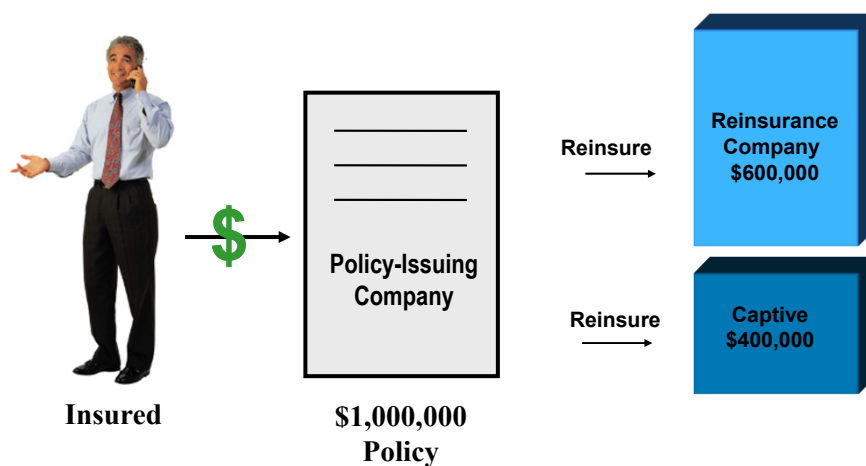 $
Insured
Policy-Issuing
Company
$1,000,000
Policy
Reinsure
Reinsurance
Company
$600,000
Reinsure
Captive
$400,000